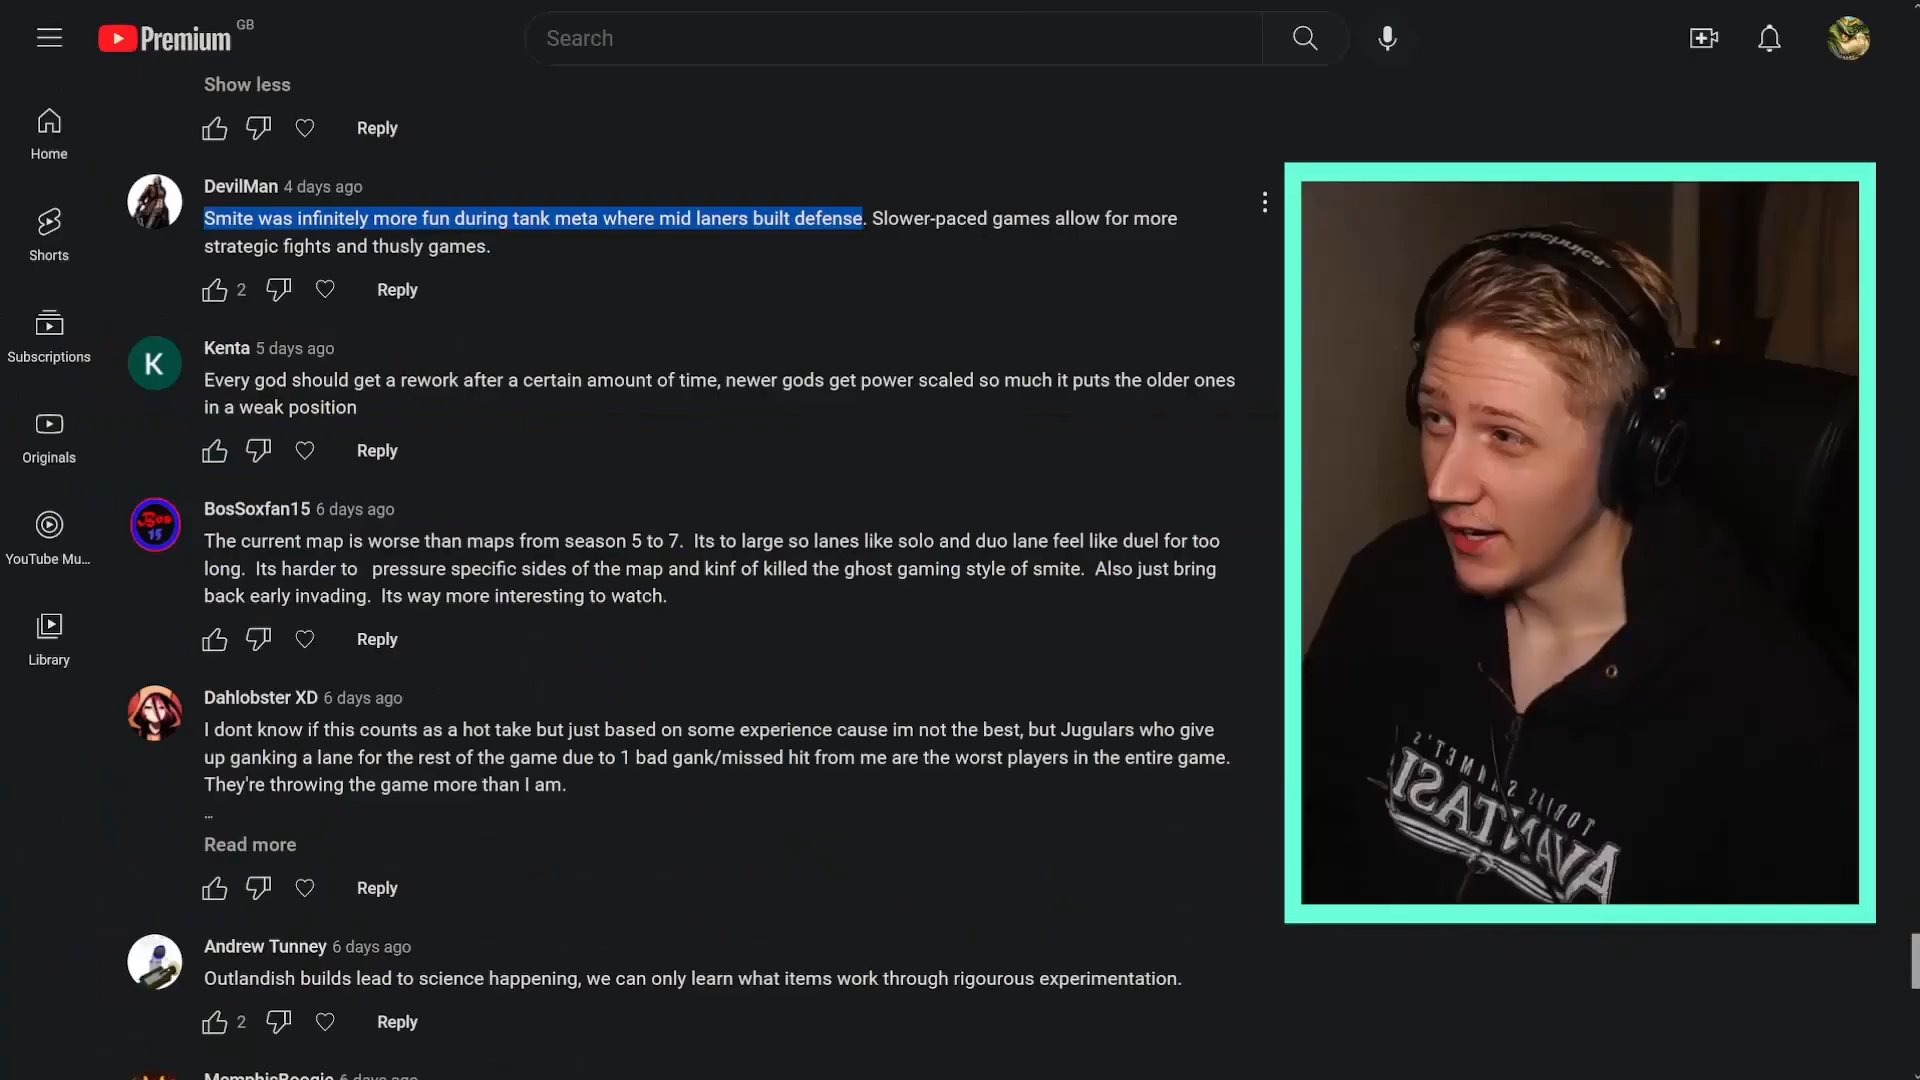 Premium GB
Search
Show less
Reply
Home
Shorts
Subscriptions
Originals
YouTube Mu...
Library
DevilMan 4 days ago
Smite was infinitely more fun during tank meta where mid laners built defense. Slower-paced games allow for more
strategic fights and thusly games.
2 Reply
Kenta 5 days ago
K
Every god should get a rework after a certain amount of time, newer gods get power scaled so much it puts the older ones
in a weak position
Reply
BosSoxfan15 6 days ago
Bos
15
The current map is worse than maps from season 5 to 7. Its to large so lanes like solo and duo lane feel like duel for too
long. Its harder to pressure specific sides of the map and kinf of killed the ghost gaming style of smite. Also just bring
back early invading. Its way more interesting to watch.
Reply
Dahlobster XD 6 days ago
I dont know if this counts as a hot take but just based on some experience cause im not the best, but Jugulars who give
up ganking a lane for the rest of the game due to 1 bad gank/missed hit from me are the worst players in the entire game.
They're throwing the game more than I am.
...
Read more
Reply
Andrew Tunney 6 days ago
Outlandish builds lead to science happening, we can only learn what items work through rigourous experimentation.
2 Reply
MemphisBoogie 6 days ago
AVANTASI